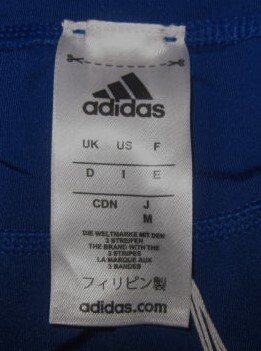 adidas
UK US F
D I E
CDN J
M
DIE WELTMARKE MIT DEN
3 STREIFEN
THE BRAND WITH THE
3 STRIPES
LA MARQUE AUX
3 BANDES
フィリピン製
adidas.com